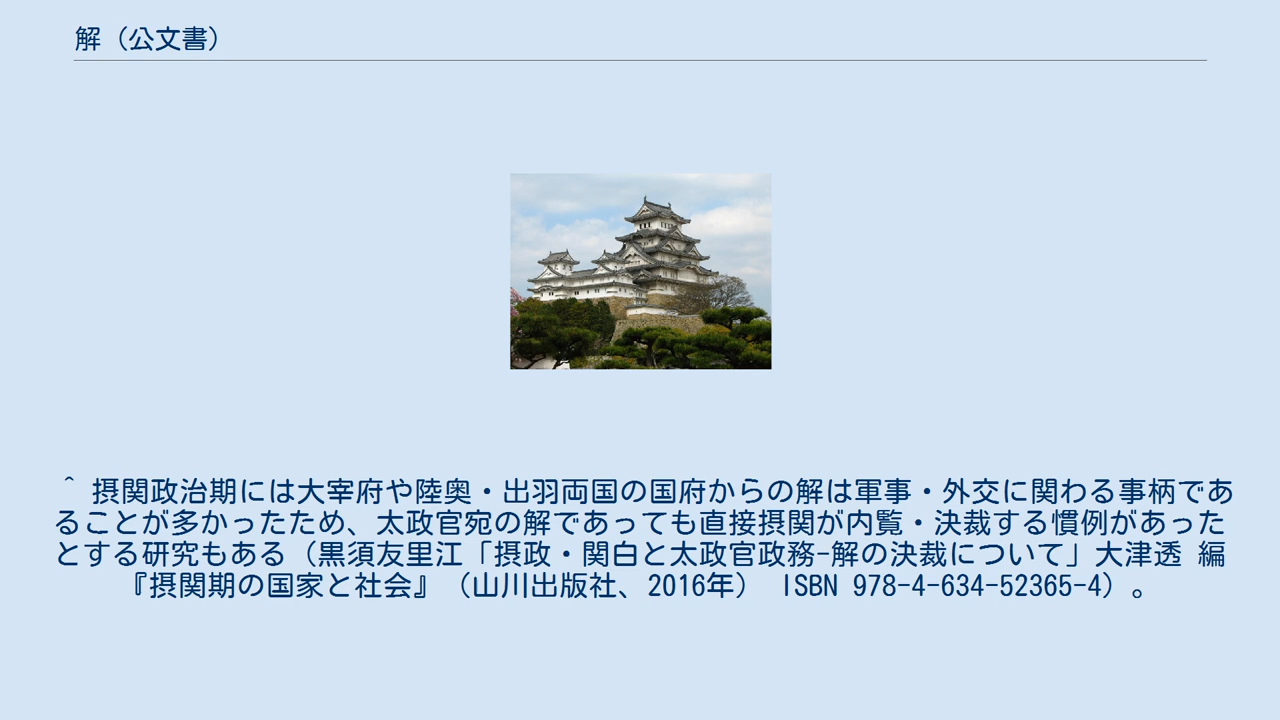 解（公文書）
^ 摂関政治期には大宰府や陸奥・出羽両国の国府からの解は軍事・外交に関わる事柄であ
ることが多かったため、太政官宛の解であっても直接摂関が内覧・決裁する慣例があった
とする研究もある（黒須友里江「摂政・関白と太政官政務−解の決裁について」大津透 編
『摂関期の国家と社会』（山川出版社、2016年） ISBN 978-4-634-52365-4）。